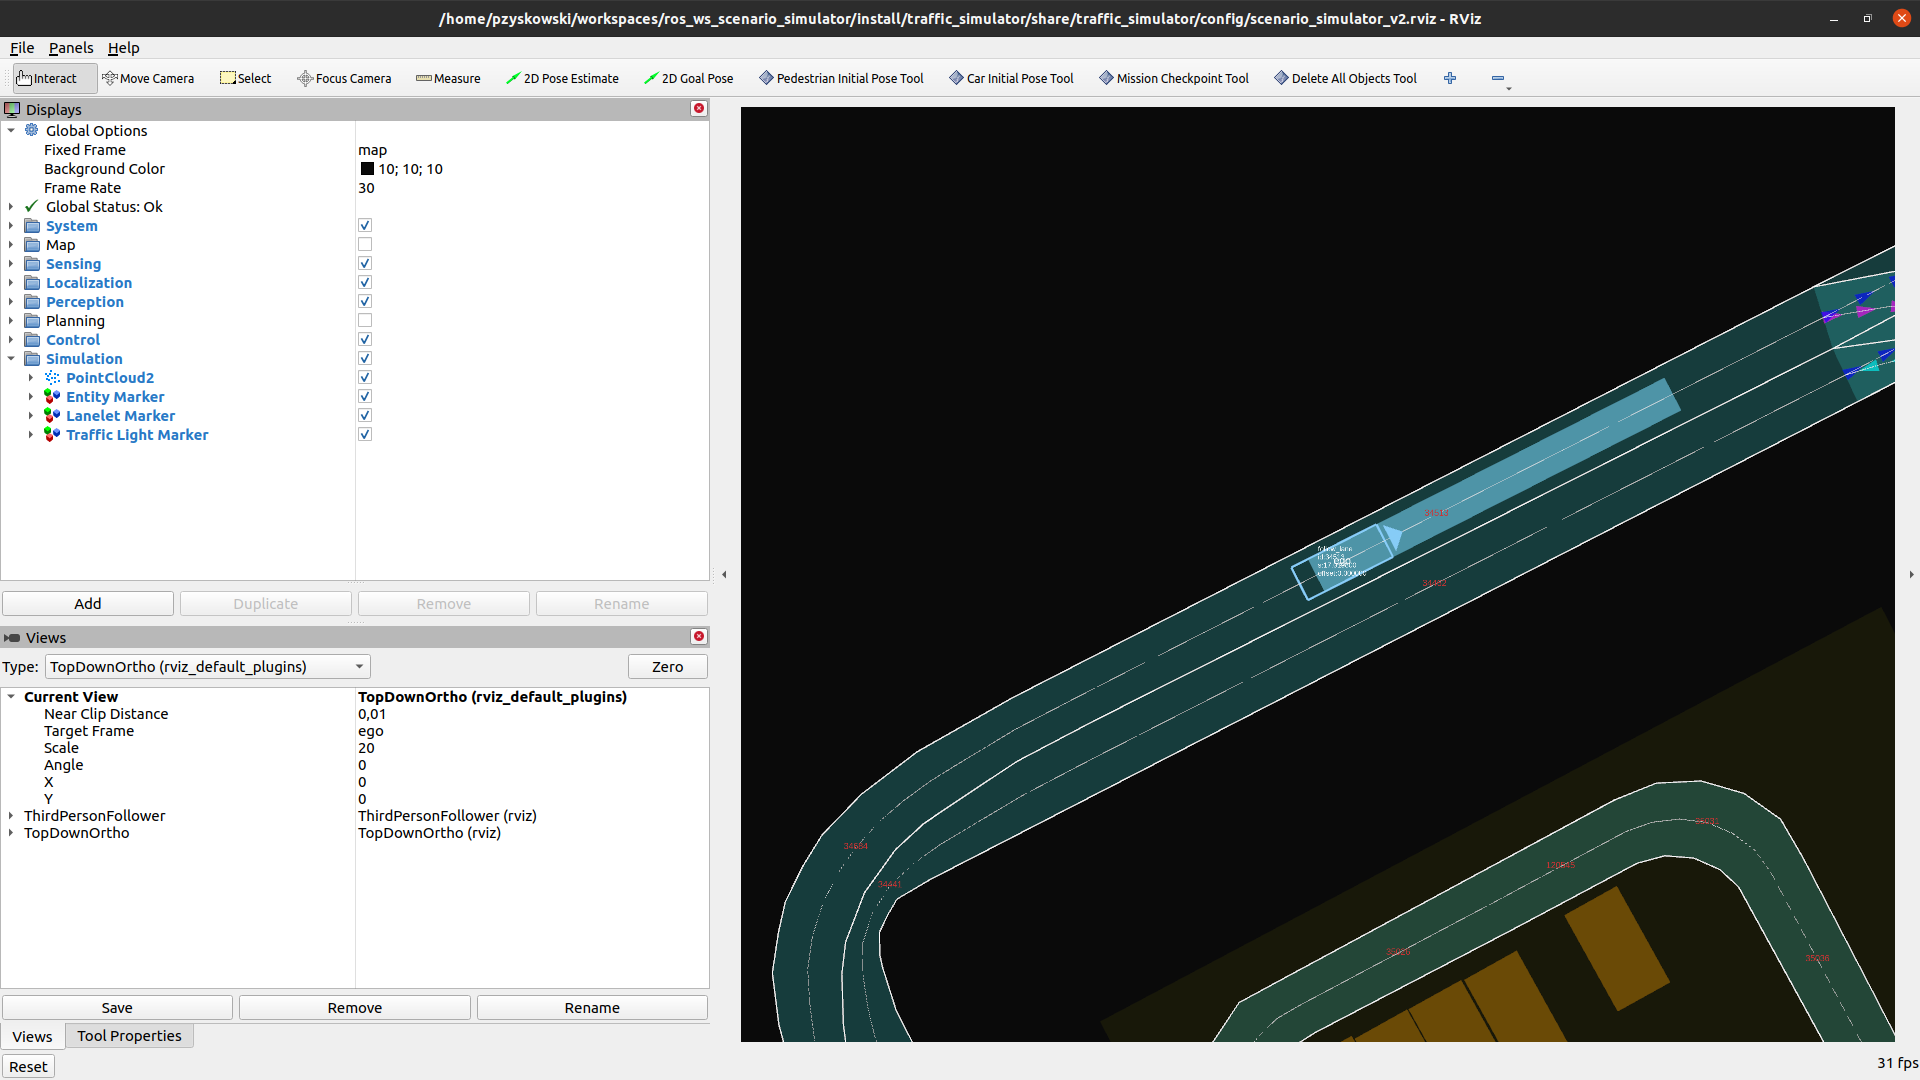 /home/pzyskowski/workspaces/ros_ws_scenario_simulator/install/traffic_simulator/share/traffic_simulator/config/scenario_simulator_v2.rviz - RViz
File Panels Help
Interact Move Camera Select Focus Camera Measure 2D Pose Estimate 2D Goal Pose Pedestrian Initial Pose Tool Car Initial Pose Tool Mission Checkpoint Tool Delete All Objects Tool
Displays
Global Options
Fixed Frame map
Background Color 10; 10; 10
Frame Rate 30
Global Status: Ok
System
Map
Sensing
Localization
Perception
Planning
Control
Simulation
PointCloud2
Entity Marker
Lanelet Marker
Traffic Light Marker
Add Duplicate Remove Rename
Views
Type: TopDownOrtho (rviz_default_plugins) Zero
Current View TopDownOrtho (rviz_default_plugins)
Near Clip Distance 0,01
Target Frame ego
Scale 20
Angle 0
X 0
Y 0
ThirdPersonFollower ThirdPersonFollower (rviz)
TopDownOrtho TopDownOrtho (rviz)
Save Remove Rename
Views Tool Properties
Reset
34513
ego
34684
34441
35026
35036
31 fps